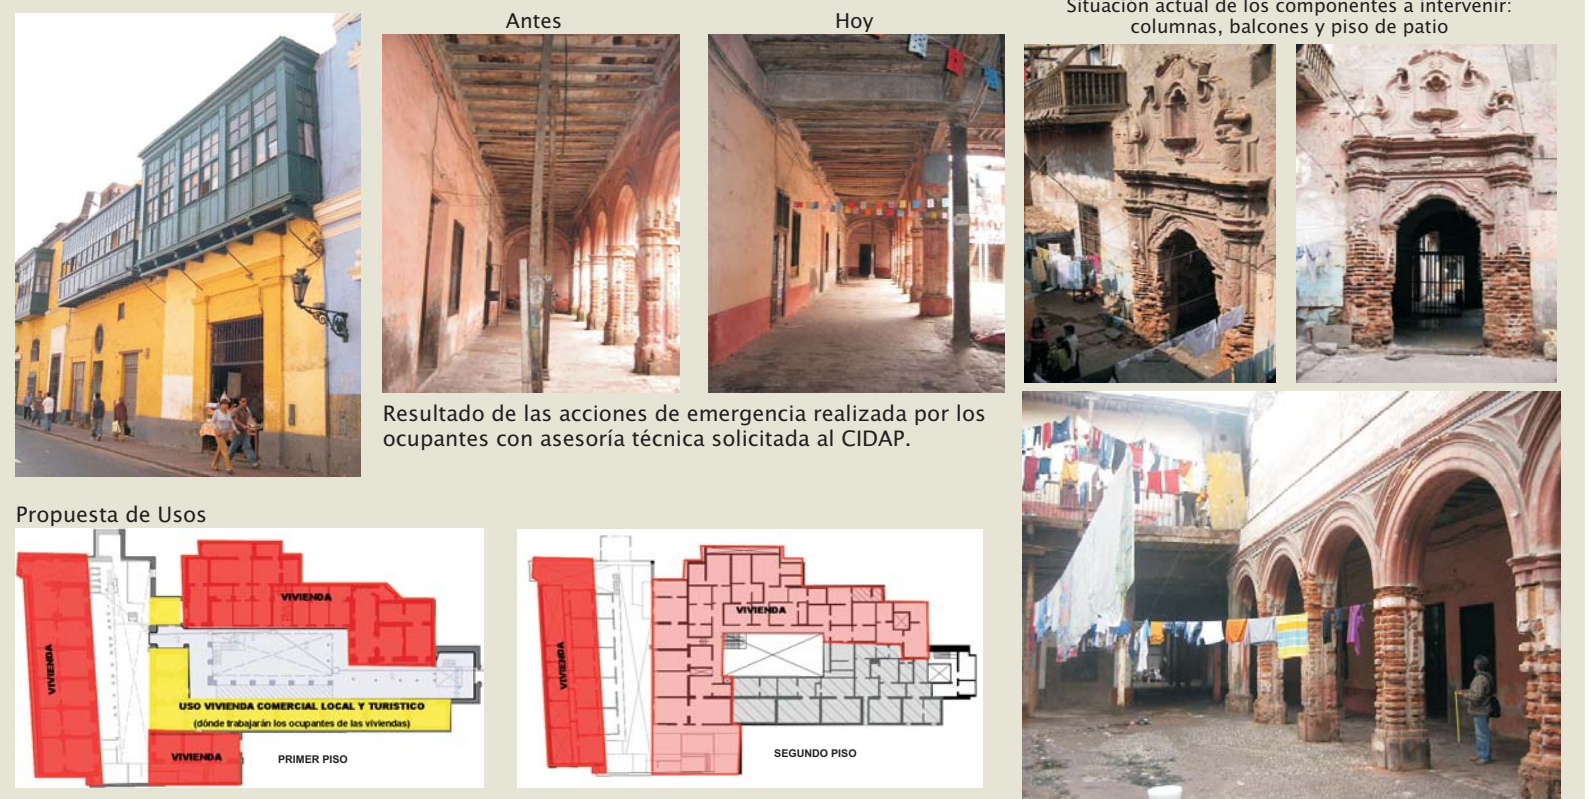 Antes
Hoy
Situación actual de los componentes a intervenir:
columnas, balcones y piso de patio
Resultado de las acciones de emergencia realizada por los
ocupantes con asesoría técnica solicitada al CIDAP.
Propuesta de Usos
VIVIENDA
VIVIENDA
USO VIVIENDA COMERCIAL LOCAL Y TURISTICO
(dónde trabajarán los ocupantes de las viviendas)
VIVIENDA
PRIMER PISO
VIVIENDA
VIVIENDA
SEGUNDO PISO